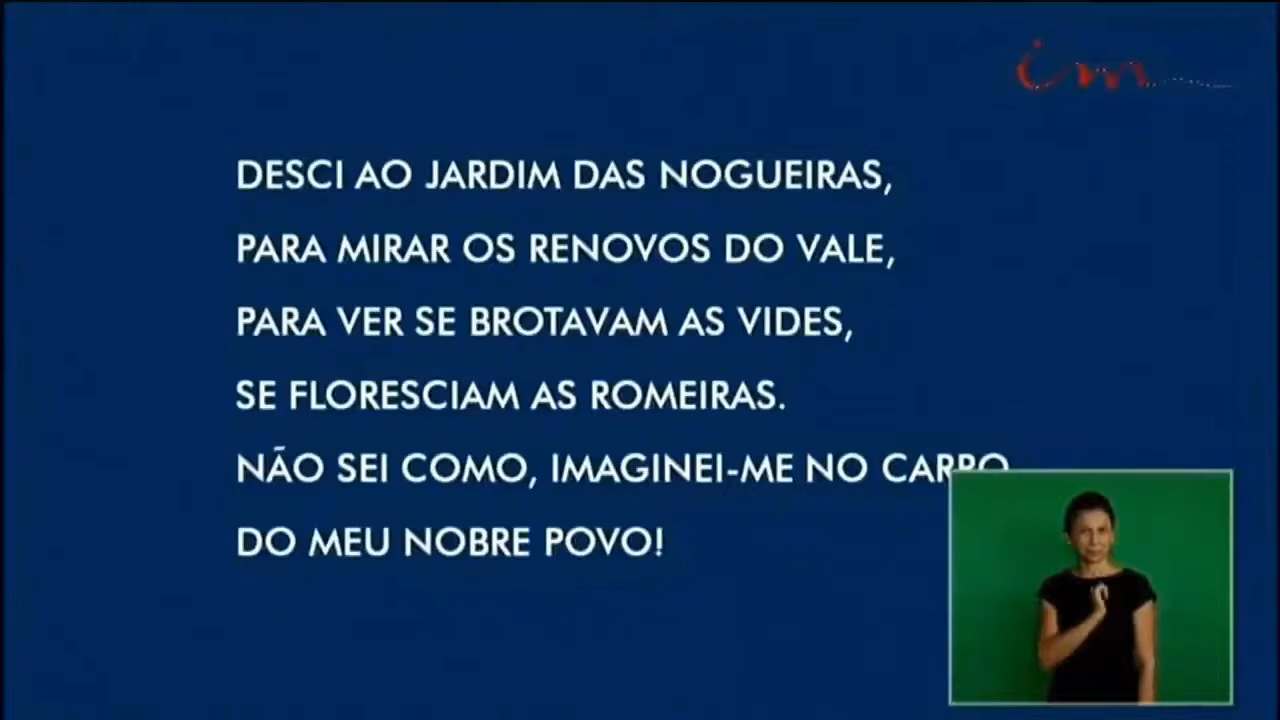 im
DESCI AO JARDIM DAS NOGUEIRAS,
PARA MIRAR OS RENOVOS DO VALE,
PARA VER SE BROTAVAM AS VIDES,
SE FLORESCIAM AS ROMEIRAS.
NÃO SEI COMO, IMAGINEI-ME NO CARRO
DO MEU NOBRE POVO!